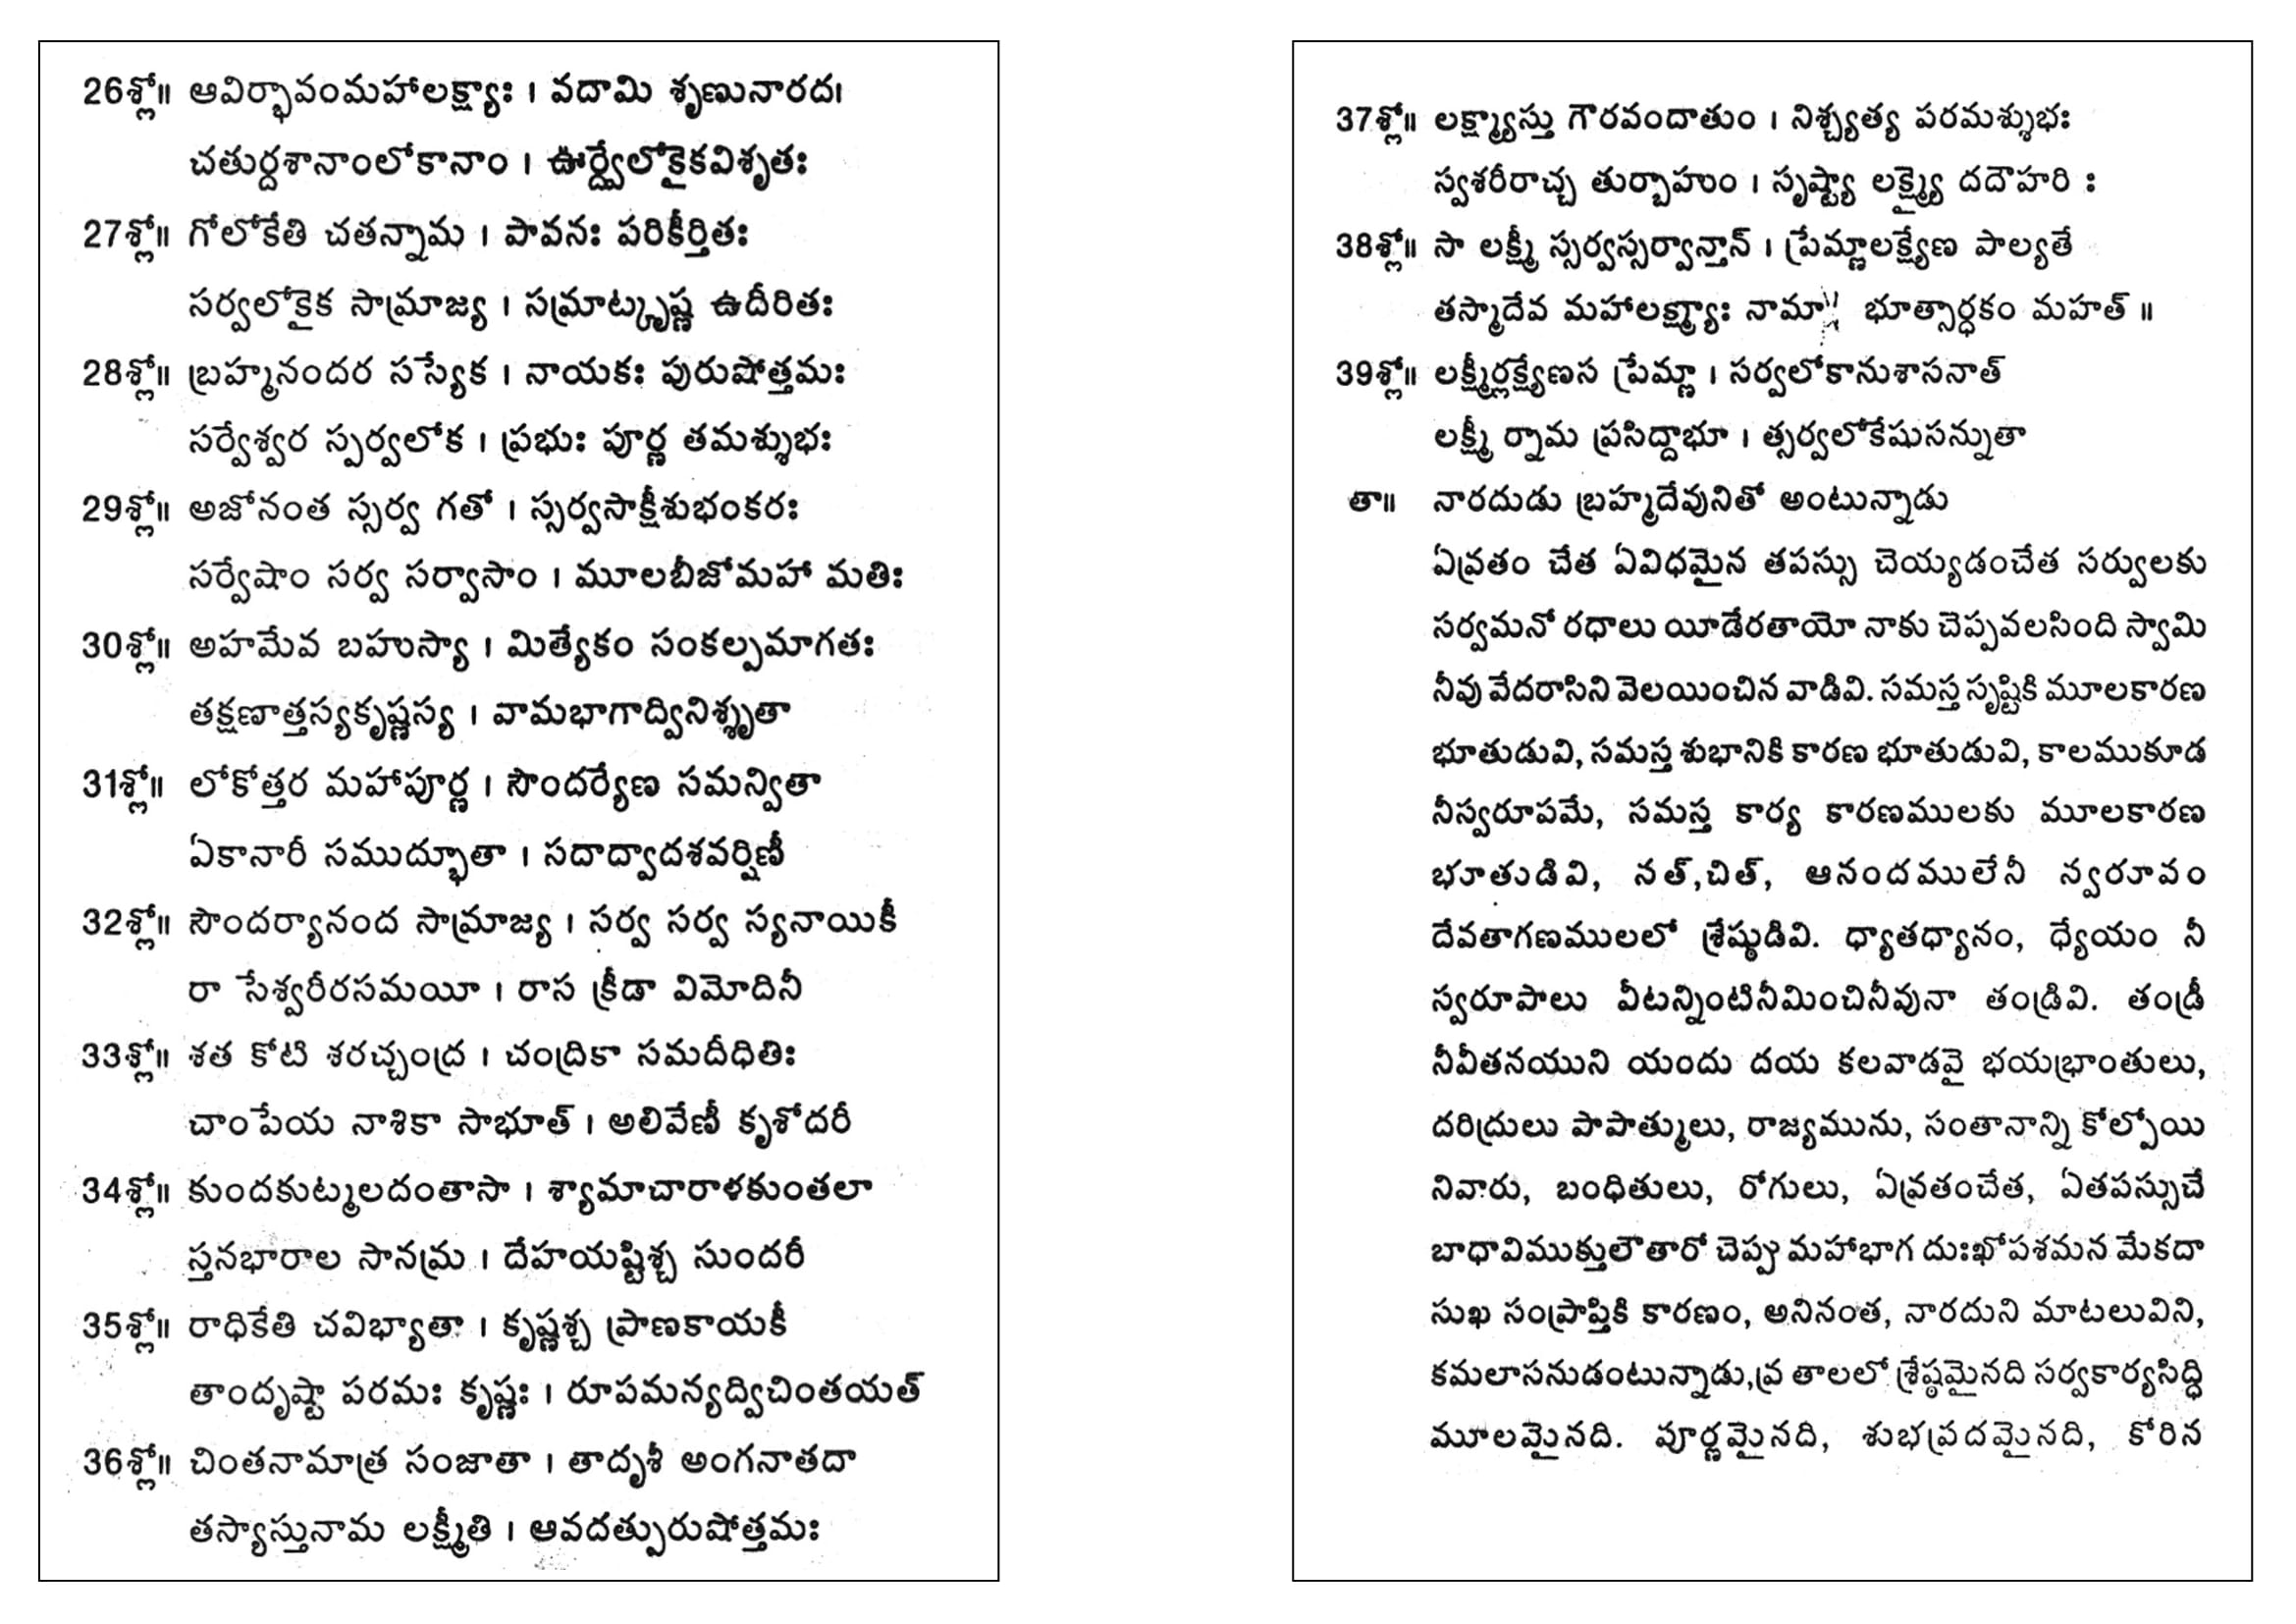 26శ్లో॥ ఆవిర్భావంమహాలక్ష్యాః । వదామి శృణునారద।
చతుర్దశానాంలోకానాం । ఊర్ధ్వేలోకైకవిశృతః
27శ్లో॥ గోలోకేతి చతన్నామ । పావనః పరికీర్తితః
సర్వలోకైక సామ్రాజ్య । సమ్రాట్కృష్ణ ఉదీరితః
28శ్లో॥ బ్రహ్మనందర సస్యేక । నాయకః పురుషోత్తమః
సర్వేశ్వర స్పర్వలోక । ప్రభుః పూర్ణ తమశ్శుభః
29శ్లో॥ అజోనంత స్సర్వ గతో । స్సర్వసాక్షీశుభంకరః
సర్వేషాం సర్వ సర్వాసాం । మూలబీజోమహా మతిః
30శ్లో॥ అహమేవ బహుస్యా । మిత్యేకం సంకల్పమాగతః
తక్షణాత్తస్యకృష్ణస్య । వామభాగాద్వినిశ్శృతా
31శ్లో॥ లోకోత్తర మహాపూర్ణ । సౌందర్యేణ సమన్వితా
ఏకానారీ సముద్భూతా । సదాద్వాదశవర్షిణీ
32శ్లో॥ సౌందర్యానంద సామ్రాజ్య । సర్వ సర్వ స్యనాయికీ
రా సేశ్వరీరసమయీ । రాస క్రీడా విమోదినీ
33శ్లో॥ శత కోటి శరచ్చంద్ర । చంద్రికా సమదీధితిః
చాంపేయ నాశికా సాభూత్ । అలివేణీ కృశోదరీ
34శ్లో॥ కుందకుట్మలదంతాసా । శ్యామాచారాళకుంతలా
స్తనభారాల సానమ్ర । దేహయష్టిశ్చ సుందరీ
35శ్లో॥ రాధికేతి చవిభ్యాతా । కృష్ణశ్చ ప్రాణకాయకీ
తాందృష్టా పరమః కృష్ణః । రూపమన్యద్విచింతయత్
36శ్లో॥ చింతనామాత్ర సంజాతా । తాదృశీ అంగనాతదా
తస్యాస్తునామ లక్ష్మీతి । ఆవదత్పురుషోత్తమః
37శ్లో॥ లక్ష్మ్యాస్తు గౌరవందాతుం । నిశ్చ్యత్య పరమశ్శుభః
స్వశరీరాచ్చ తుర్బాహుం । సృష్ట్యా లక్ష్మ్యై దదౌహరి ః
38శ్లో॥ సా లక్ష్మీ స్సర్వస్సర్వాన్తాన్ । ప్రేమ్ణాలక్ష్యేణ పాల్యతే
తస్మాదేవ మహాలక్ష్మ్యాః నామా భూత్సార్ధకం మహత్ ॥
39శ్లో॥ లక్ష్మీర్లక్ష్యేణస ప్రేమ్ణా । సర్వలోకానుశాసనాత్
లక్ష్మీ ర్నామ ప్రసిద్దాభూ । త్సర్వలోకేషుసన్నుతా
తా॥ నారదుడు బ్రహ్మదేవునితో అంటున్నాడు
ఏవ్రతం చేత ఏవిధమైన తపస్సు చెయ్యడంచేత సర్వులకు
సర్వమనో రధాలు యీడేరతాయో నాకు చెప్పవలసింది స్వామి
నీవు వేదరాసిని వెలయించిన వాడివి. సమస్త సృష్టికి మూలకారణ
భూతుడువి, సమస్త శుభానికి కారణ భూతుడువి, కాలముకూడ
నీస్వరూపమే, సమస్త కార్య కారణములకు మూలకారణ
భూతుడివి, నత్,చిత్, ఆనందములేనీ న్వరూవం
దేవతాగణములలో శ్రేష్ఠుడివి. ధ్యాతధ్యానం, ధ్యేయం నీ
స్వరూపాలు వీటన్నింటినీమించినీవునా తండ్రివి. తండ్రీ
నీవీతనయుని యందు దయ కలవాడవై భయభ్రాంతులు,
దరిద్రులు పాపాత్ములు, రాజ్యమును, సంతానాన్ని కోల్పోయి
నివారు, బంధితులు, రోగులు, ఏవ్రతంచేత, ఏతపస్సుచే
బాధావిముక్తులౌతారో చెప్పు మహాభాగ దుఃఖోపశమన మేకదా
సుఖ సంప్రాప్తికి కారణం, అనినంత, నారదుని మాటలువిని,
కమలాసనుడంటున్నాడు,వ్ర తాలలో శ్రేష్ఠమైనది సర్వకార్యసిద్ధి
మూలమైనది. పూర్ణమైనది, శుభప్రదమైనది, కోరిన